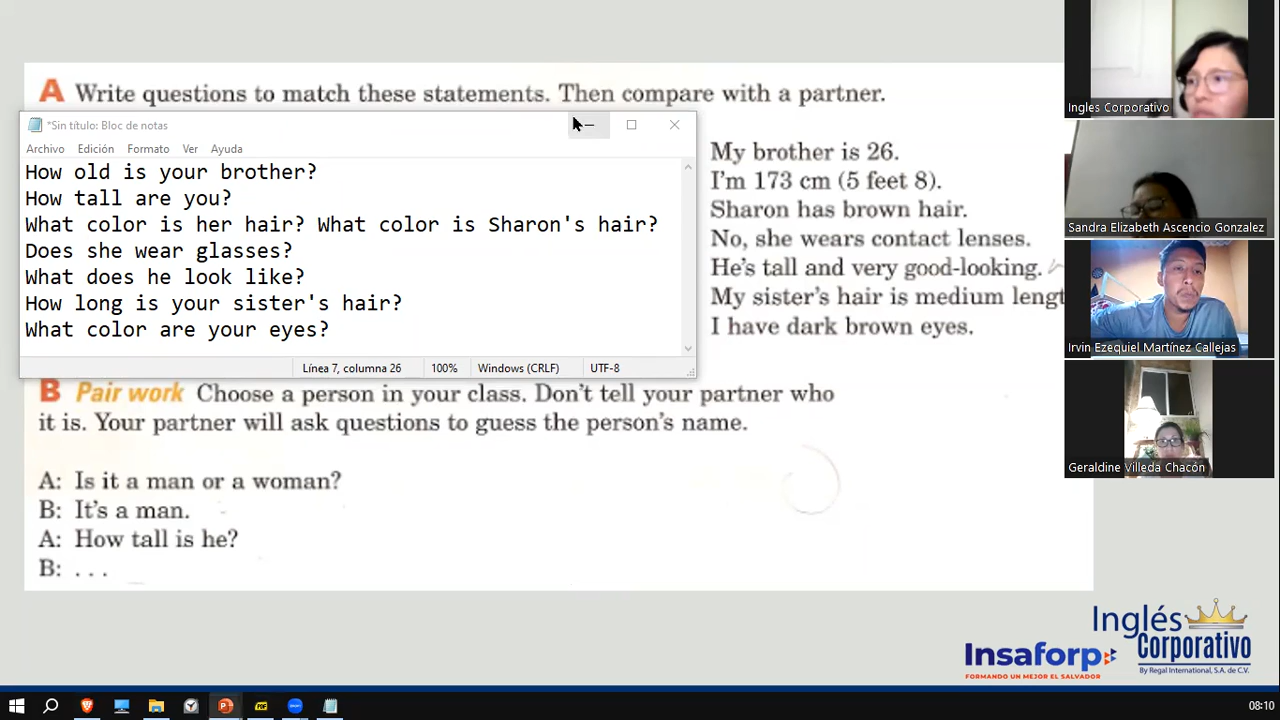 A Write questions to match these statements. Then compare with a partner.
*Sin título: Bloc de notas
Archivo Edición Formato Ver Ayuda
How old is your brother?
How tall are you?
What color is her hair? What color is Sharon's hair?
Does she wear glasses?
What does he look like?
How long is your sister's hair?
What color are your eyes?
Línea 7, columna 26 100% Windows (CRLF) UTF-8
My brother is 26.
I'm 173 cm (5 feet 8).
Sharon has brown hair.
No, she wears contact lenses.
He's tall and very good-looking.
My sister's hair is medium lengt
I have dark brown eyes.
B Pair work Choose a person in your class. Don't tell your partner who
it is. Your partner will ask questions to guess the person's name.
A: Is it a man or a woman?
B: It's a man.
A: How tall is he?
B: . . .
Ingles Corporativo
Sandra Elizabeth Ascencio Gonzalez
Irvin Ezequiel Martínez Callejas
Geraldine Villeda Chacón
Insaforp
FORMANDO UN MEJOR EL SALVADOR
Inglés
Corporativo
By Regal International, S.A. de C.V.
08:10